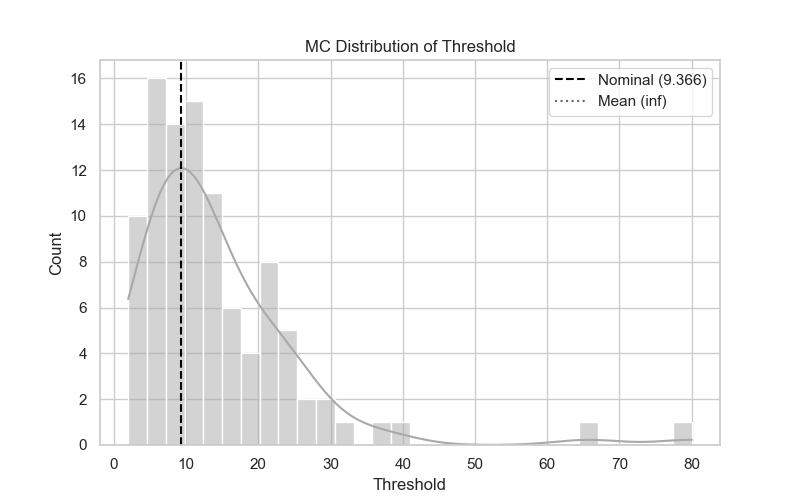 MC Distribution of Threshold
Nominal (9.366)
Mean (inf)
Count
16
14
12
10
8
6
4
2
0
0 10 20 30 40 50 60 70 80
Threshold